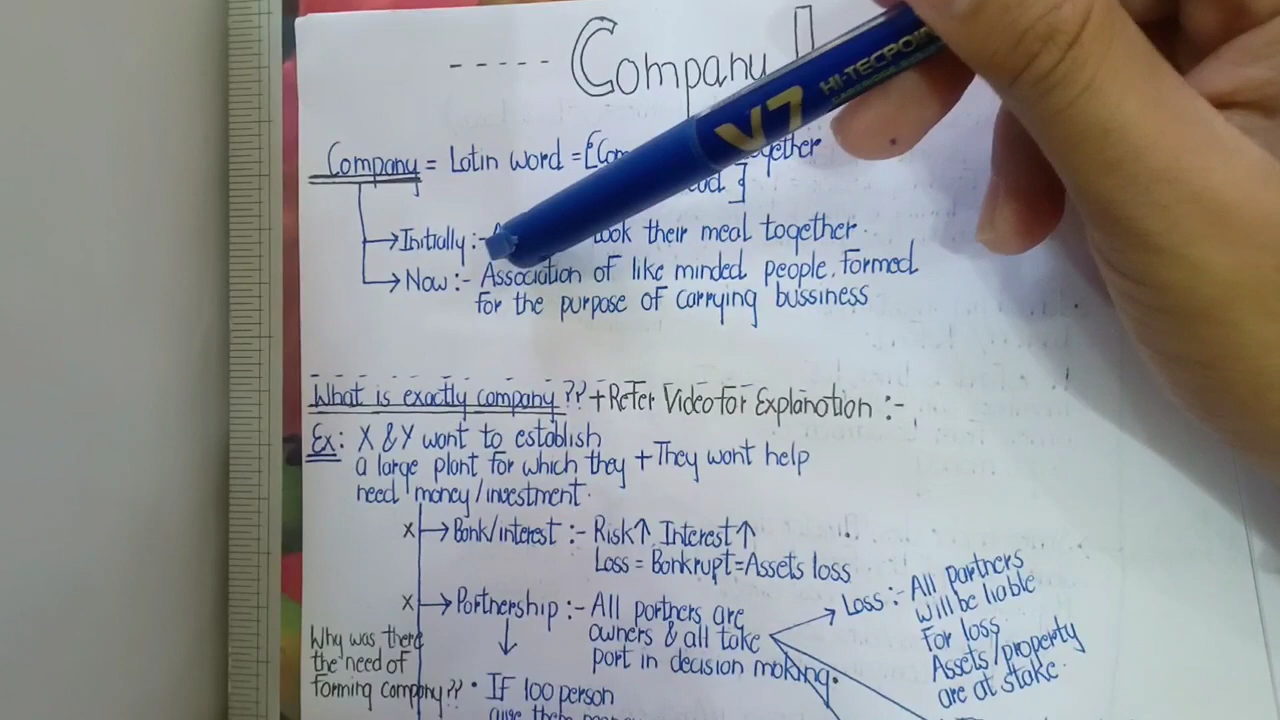 ----- Company
Company = Latin word = [Com ogether
]
Initially :- took their meal together.
Now :- Association of like minded people. Formed
for the purpose of carrying bussiness
What is exactly company ?? + Refer Video for Explanation :-
Ex: X & Y want to establish
a large plant for which they + They wont help
need money/investment.
x → Bank/interest :- Risk↑ Interest↑
Loss = Bankrupt = Assets loss
x → Partnership :- All partners are
owners & all take
part in decision making.
Loss :- All partners
will be liable
for loss.
Assets/property
are at stake.
Why was there
the need of
forming company??
• IF 100 person
V7 HI-TECPOINT